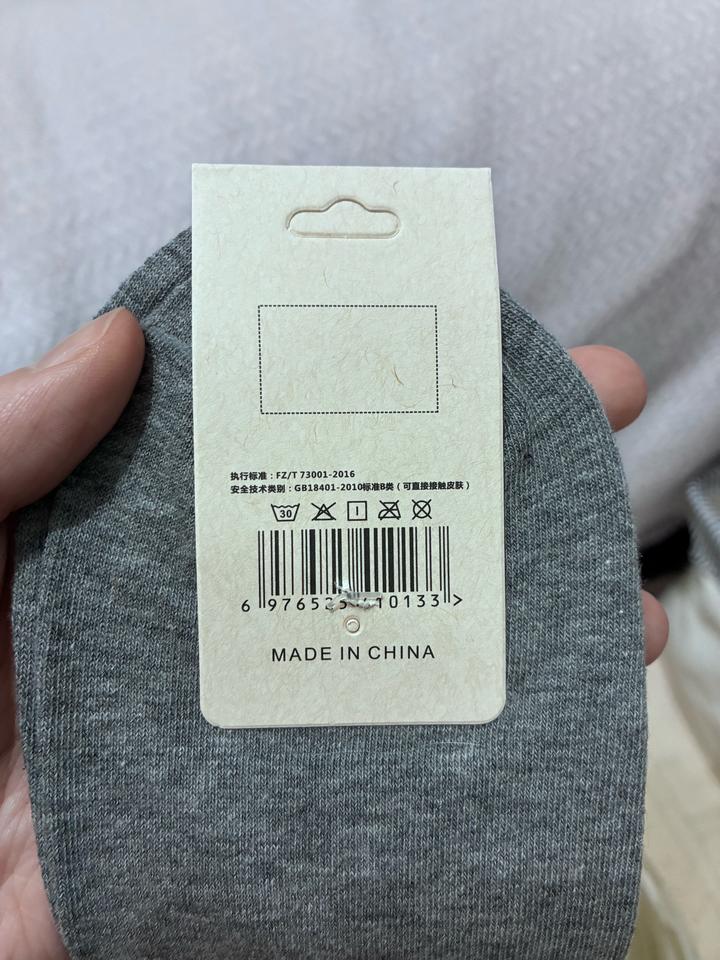 执行标准：FZ/T 73001-2016
安全技术类别：GB18401-2010标准B类（可直接接触皮肤）
30
MADE IN CHINA